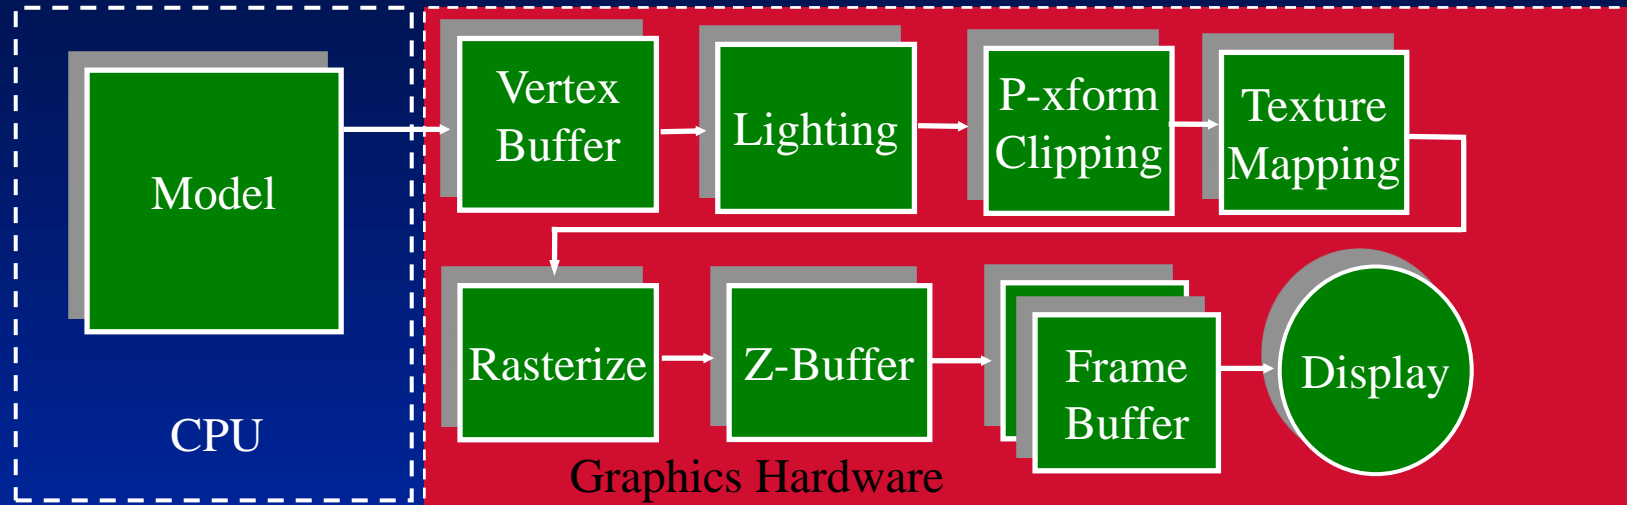 Model
CPU
Vertex
Buffer
Lighting
P-xform
Clipping
Texture
Mapping
Rasterize
Z-Buffer
Frame
Buffer
Display
Graphics Hardware